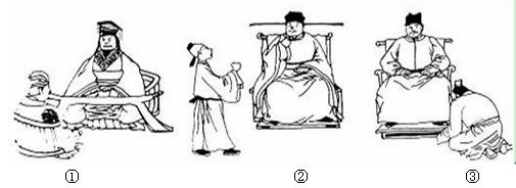 ① ② ③